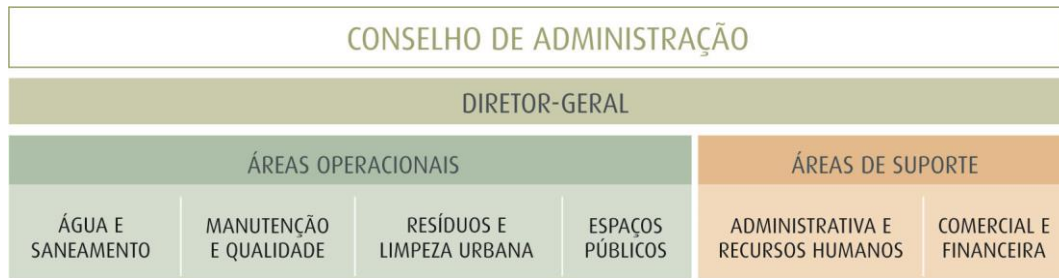 CONSELHO DE ADMINISTRAÇÃO
DIRETOR-GERAL
ÁREAS OPERACIONAIS
ÁREAS DE SUPORTE
ÁGUA E
SANEAMENTO
MANUTENÇÃO
E QUALIDADE
RESÍDUOS E
LIMPEZA URBANA
ESPAÇOS
PÚBLICOS
ADMINISTRATIVA E
RECURSOS HUMANOS
COMERCIAL E
FINANCEIRA